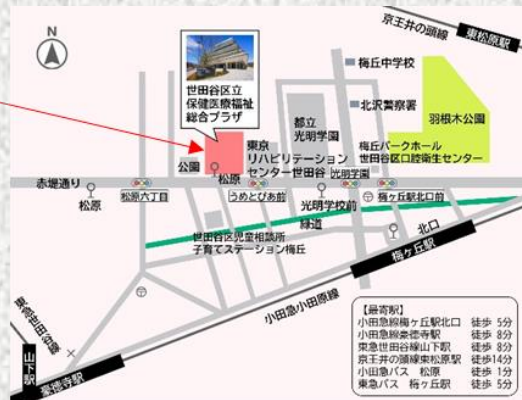 N
京王井の頭線
東松原駅
世田谷区立
保健医療福祉
総合プラザ
梅丘中学校
北沢警察署
羽根木公園
都立
光明学園
梅丘パークホール
世田谷区口腔衛生センター
東京
リハビリテーション
センター世田谷
公園
松原
光明学園
赤堤通り
松原
松原六丁目
うめとぴあ前
光明学校前
梅ヶ丘駅北口前
緑道
北口
世田谷区児童相談所
子育てステーション梅丘
梅ヶ丘駅
小田急小田原線
東急世田谷線
山下駅
豪徳寺駅
【最寄駅】
小田急線梅ヶ丘駅北口 徒歩 5分
小田急線豪徳寺駅 徒歩 8分
東急世田谷線山下駅 徒歩 8分
京王井の頭線東松原駅 徒歩14分
小田急バス 松原 徒歩 1分
東急バス 梅ヶ丘駅 徒歩 5分